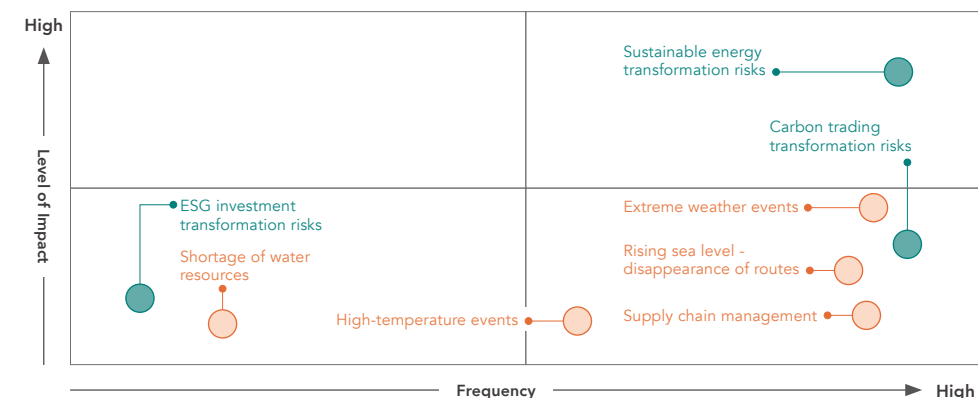 High
Level of Impact
Sustainable energy
transformation risks
Carbon trading
transformation risks
ESG investment
transformation risks
Shortage of water
resources
Extreme weather events
Rising sea level -
disappearance of routes
High-temperature events
Supply chain management
Frequency
High